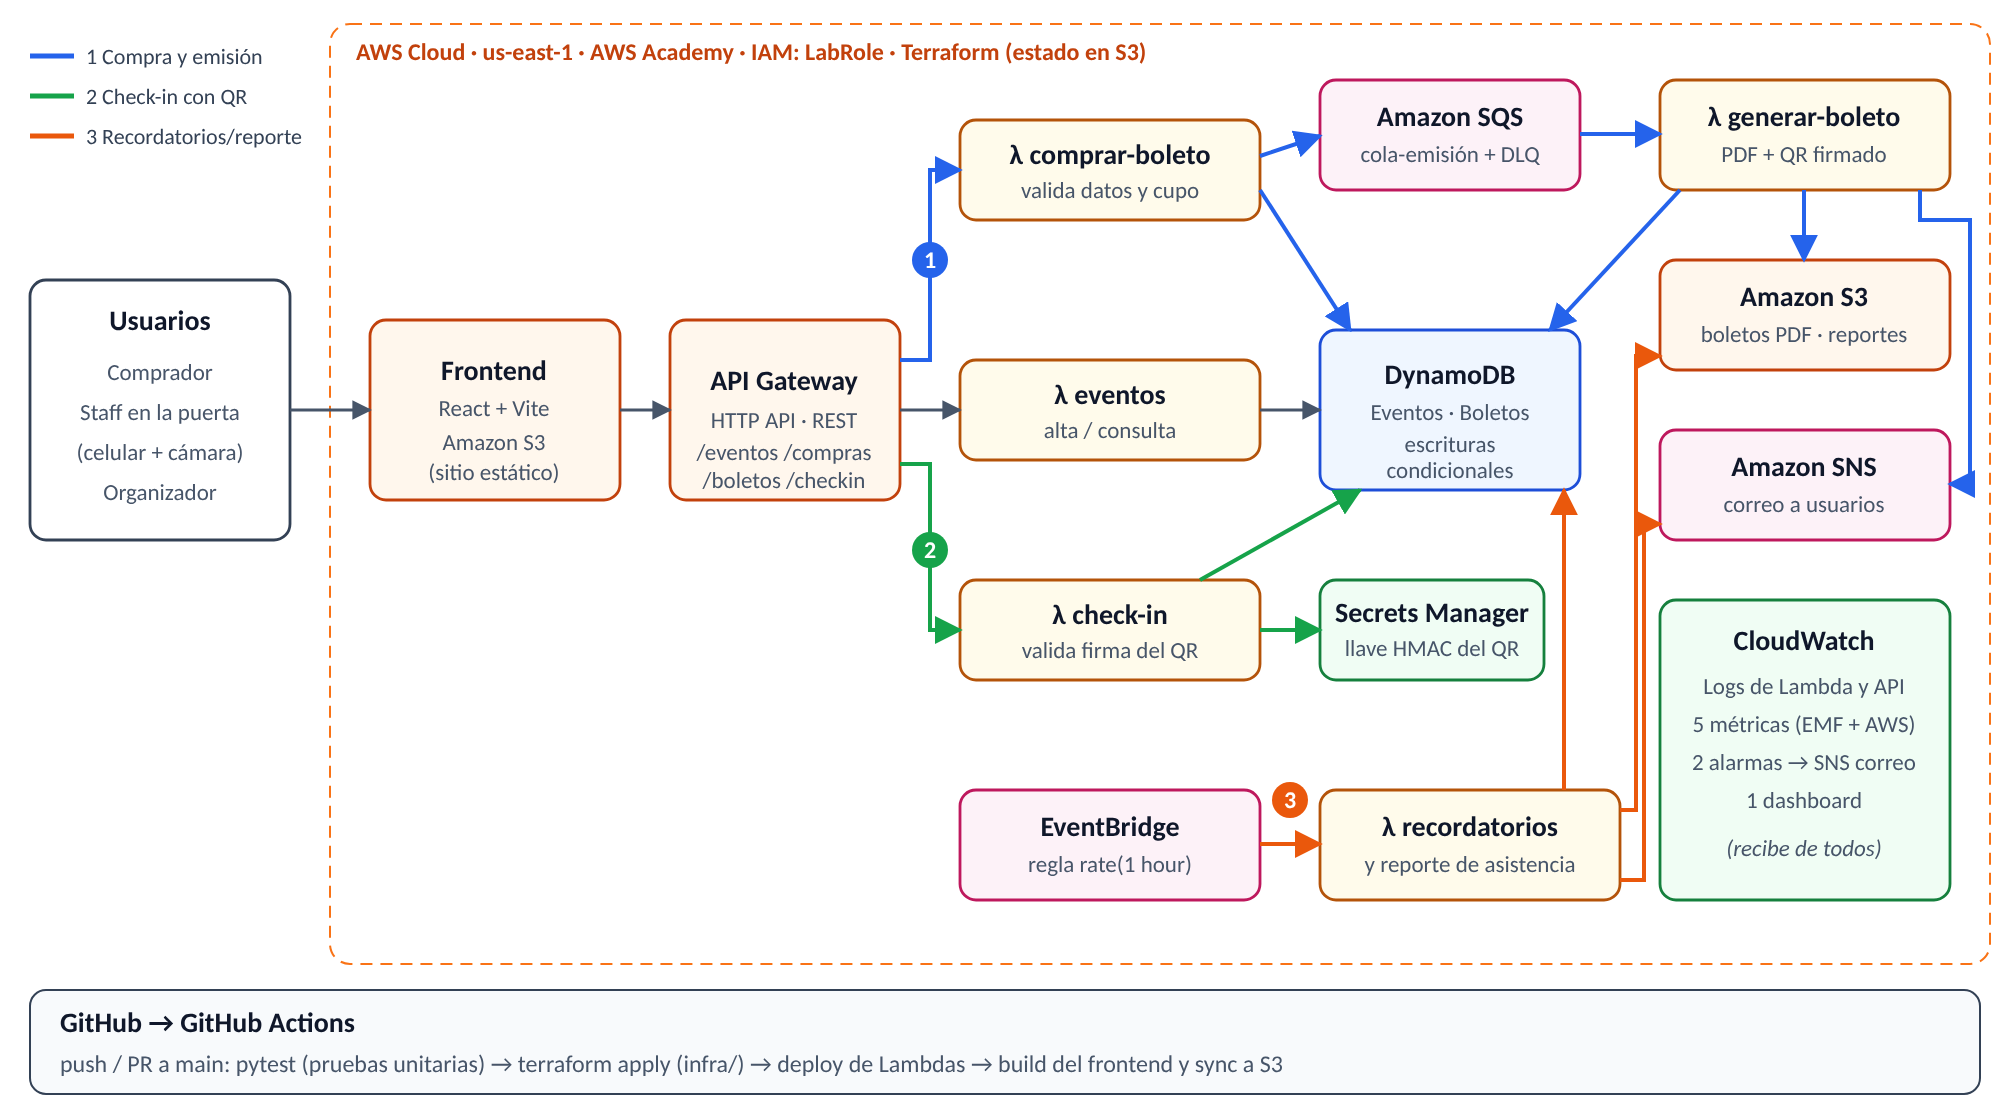 1 Compra y emisión
2 Check-in con QR
3 Recordatorios/reporte
AWS Cloud · us-east-1 · AWS Academy · IAM: LabRole · Terraform (estado en S3)
Usuarios
Comprador
Staff en la puerta
(celular + cámara)
Organizador
Frontend
React + Vite
Amazon S3
(sitio estático)
API Gateway
HTTP API · REST
/eventos /compras
/boletos /checkin
1
2
λ comprar-boleto
valida datos y cupo
λ eventos
alta / consulta
λ check-in
valida firma del QR
EventBridge
regla rate(1 hour)
3
Amazon SQS
cola-emisión + DLQ
DynamoDB
Eventos · Boletos
escrituras
condicionales
Secrets Manager
llave HMAC del QR
λ recordatorios
y reporte de asistencia
λ generar-boleto
PDF + QR firmado
Amazon S3
boletos PDF · reportes
Amazon SNS
correo a usuarios
CloudWatch
Logs de Lambda y API
5 métricas (EMF + AWS)
2 alarmas → SNS correo
1 dashboard
(recibe de todos)
GitHub → GitHub Actions
push / PR a main: pytest (pruebas unitarias) → terraform apply (infra/) → deploy de Lambdas → build del frontend y sync a S3